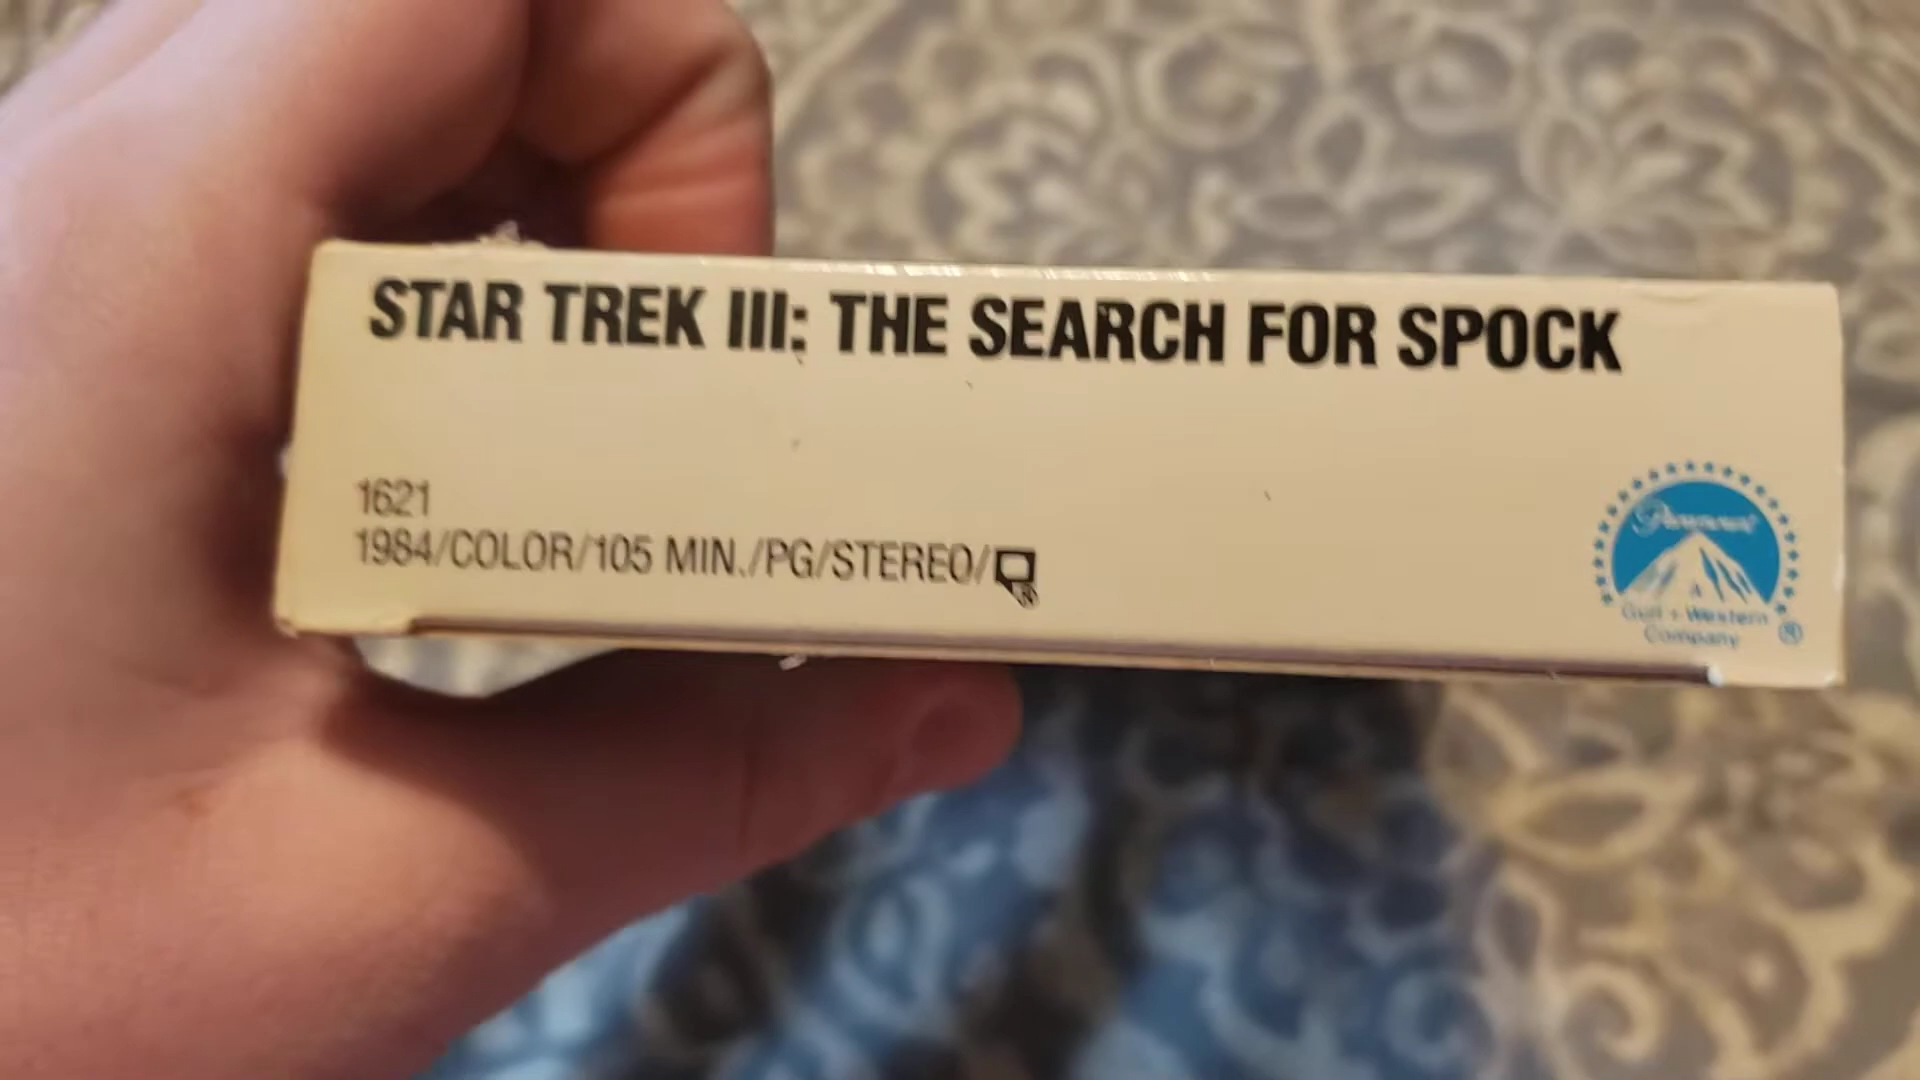 STAR TREK III: THE SEARCH FOR SPOCK
1621
1984/COLOR/105 MIN./PG/STEREO/
Paramount
A
Gulf + Western
Company
®